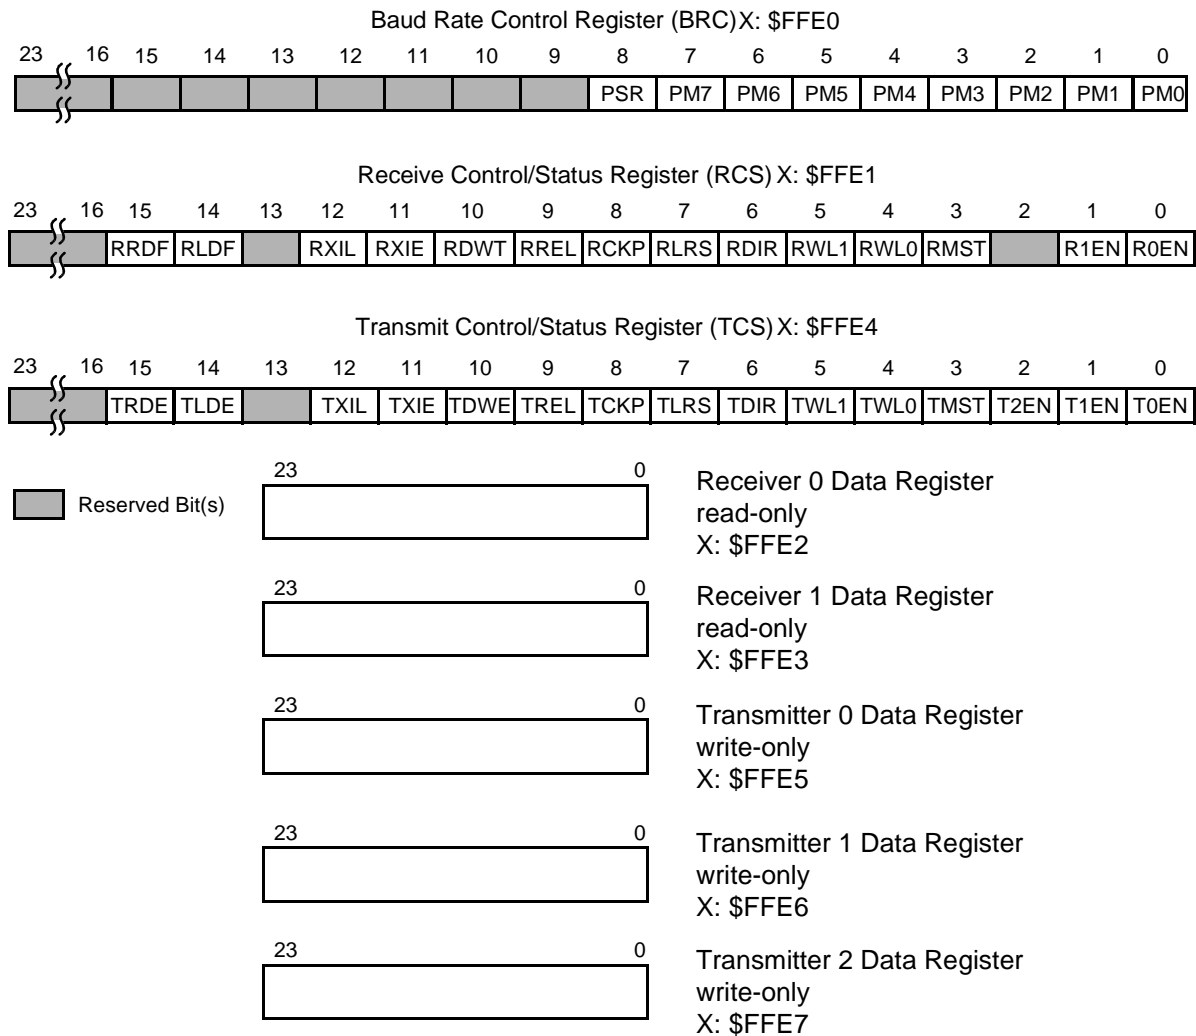 Baud Rate Control Register (BRC)X: $FFE0
23 16 15 14 13 12 11 10 9 8 7 6 5 4 3 2 1 0
PSR PM7 PM6 PM5 PM4 PM3 PM2 PM1 PM0
Receive Control/Status Register (RCS) X: $FFE1
23 16 15 14 13 12 11 10 9 8 7 6 5 4 3 2 1 0
RRDF RLDF RXIL RXIE RDWT RREL RCKP RLRS RDIR RWL1 RWL0 RMST R1EN R0EN
Transmit Control/Status Register (TCS) X: $FFE4
23 16 15 14 13 12 11 10 9 8 7 6 5 4 3 2 1 0
TRDE TLDE TXIL TXIE TDWE TREL TCKP TLRS TDIR TWL1 TWL0 TMST T2EN T1EN T0EN
Reserved Bit(s)
23 0
Receiver 0 Data Register
read-only
X: $FFE2
23 0
Receiver 1 Data Register
read-only
X: $FFE3
23 0
Transmitter 0 Data Register
write-only
X: $FFE5
23 0
Transmitter 1 Data Register
write-only
X: $FFE6
23 0
Transmitter 2 Data Register
write-only
X: $FFE7